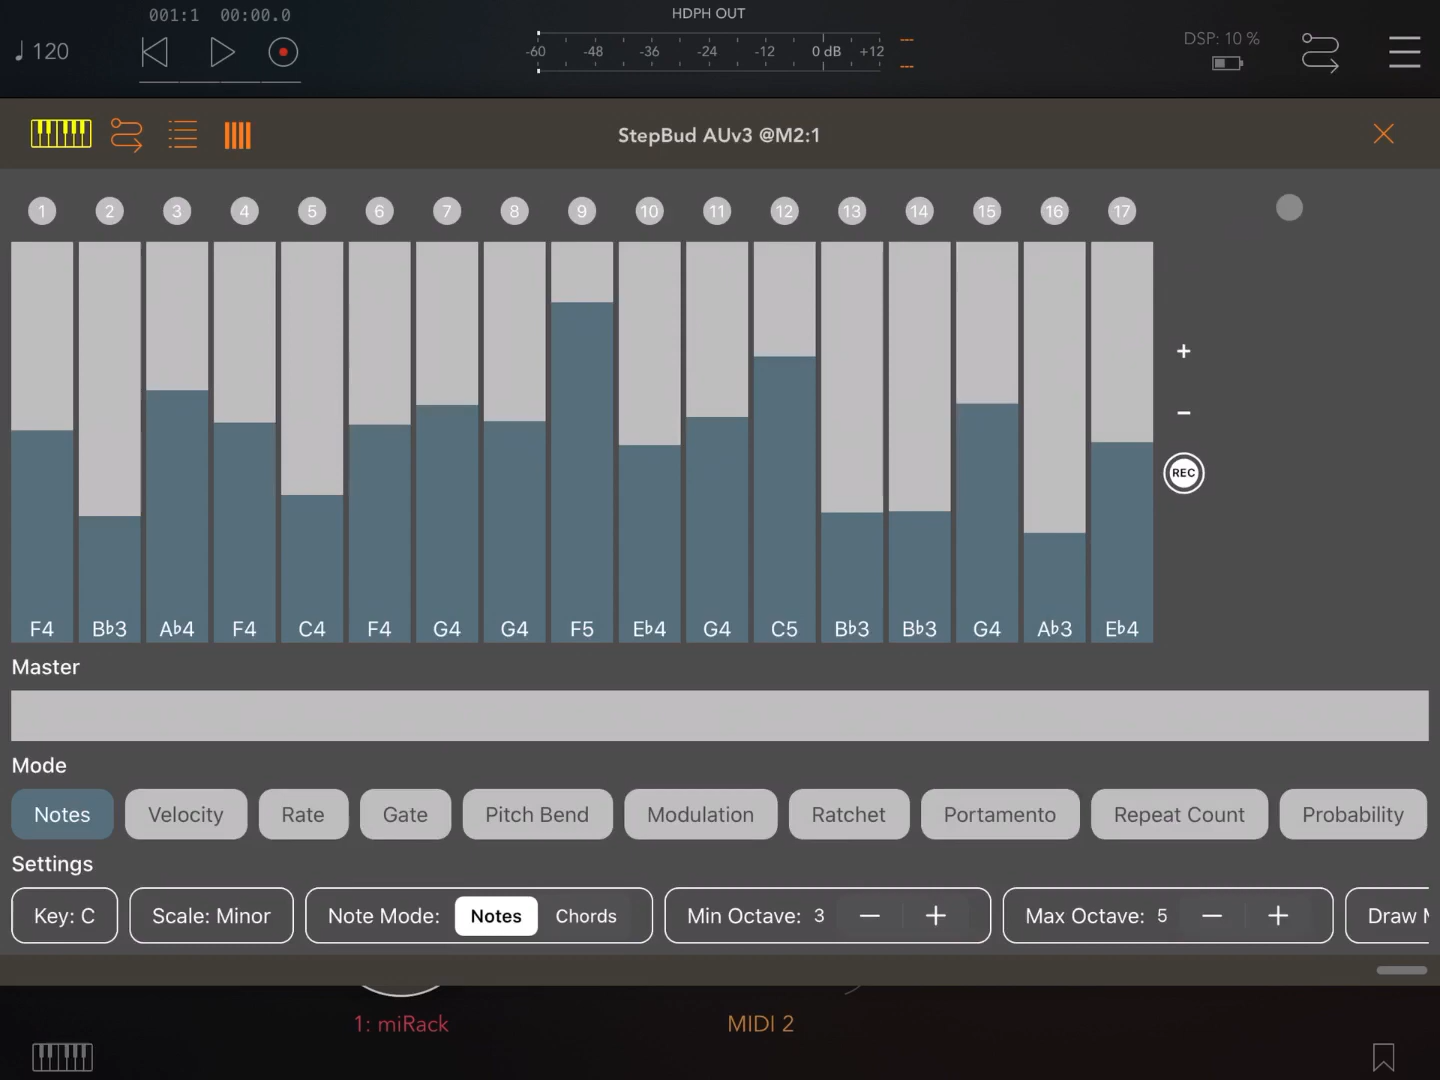 001:1 00:00.0 HDPH OUT
120
-60 -48 -36 -24 -12 0 dB +12
DSP: 10 %
StepBud AUv3 @M2:1
1 2 3 4 5 6 7 8 9 10 11 12 13 14 15 16 17
+
−
REC
F4 B♭3 A♭4 F4 C4 F4 G4 G4 F5 E♭4 G4 C5 B♭3 B♭3 G4 A♭3 E♭4
Master
Mode
Notes Velocity Rate Gate Pitch Bend Modulation Ratchet Portamento Repeat Count Probability
Settings
Key: C Scale: Minor Note Mode: Notes Chords Min Octave: 3 − + Max Octave: 5 − + Draw
1: miRack MIDI 2